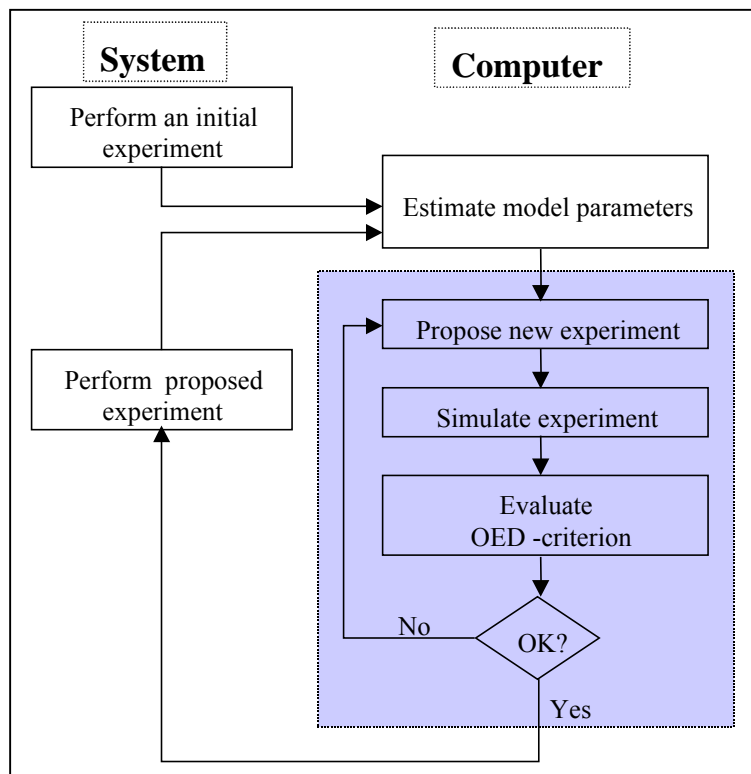 System
Computer
Perform an initial
experiment
Estimate model parameters
Propose new experiment
Perform proposed
experiment
Simulate experiment
Evaluate
OED -criterion
No
OK?
Yes